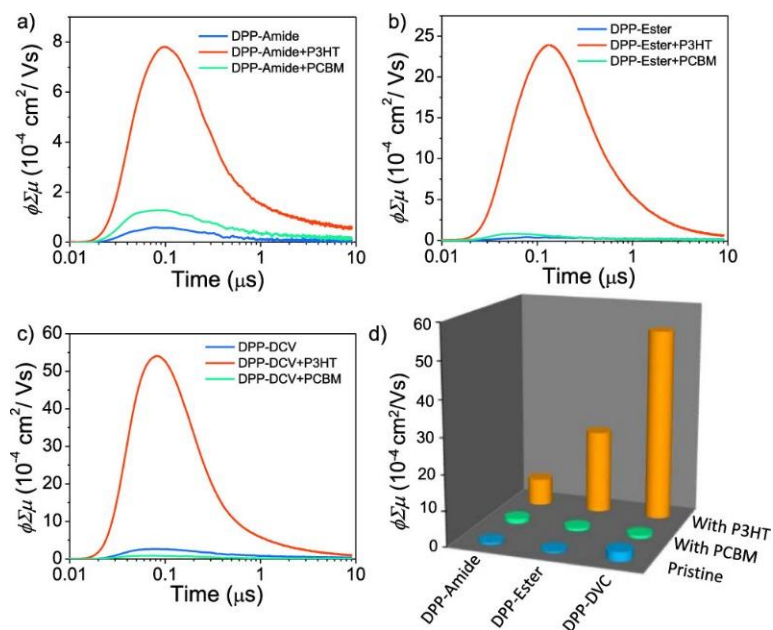 a)
DPP-Amide
DPP-Amide+P3HT
DPP-Amide+PCBM
ϕΣμ (10⁻⁴ cm²/ Vs)
8
6
4
2
0
0.01 0.1 1 10
Time (μs)
b)
DPP-Ester
DPP-Ester+P3HT
DPP-Ester+PCBM
ϕΣμ (10⁻⁴ cm²/ Vs)
25
20
15
10
5
0
0.01 0.1 1 10
Time (μs)
c)
DPP-DCV
DPP-DCV+P3HT
DPP-DCV+PCBM
ϕΣμ (10⁻⁴ cm²/ Vs)
60
50
40
30
20
10
0
0.01 0.1 1 10
Time (μs)
d)
ϕΣμ (10⁻⁴ cm²/Vs)
60
50
40
30
20
10
0
DPP-Amide
DPP-Ester
DPP-DVC
With P3HT
With PCBM
Pristine